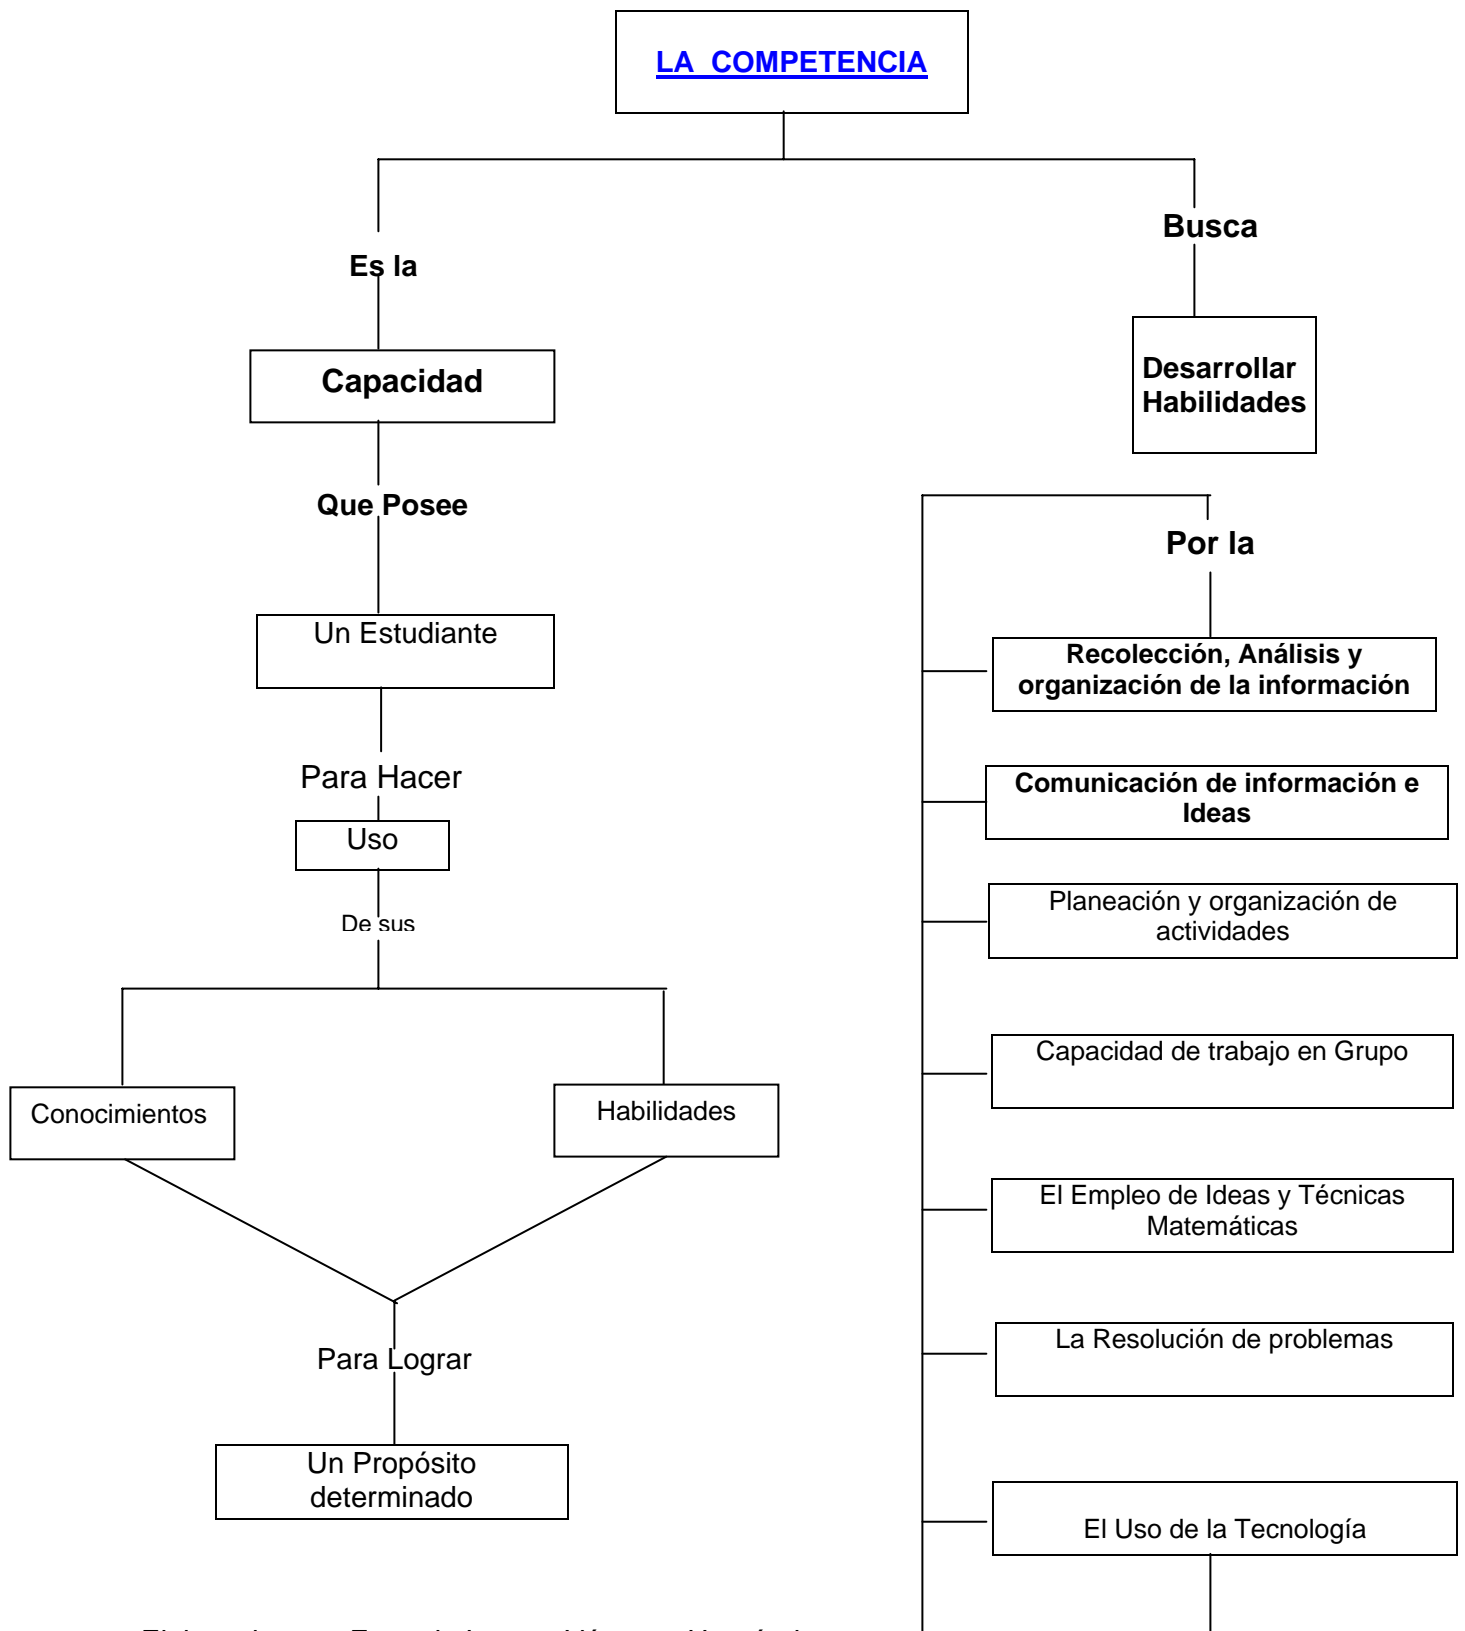 LA COMPETENCIA
Es la
Capacidad
Que Posee
Un Estudiante
Para Hacer
Uso
De sus
Conocimientos
Habilidades
Para Lograr
Un Propósito
determinado
Busca
Desarrollar
Habilidades
Por la
Recolección, Análisis y
organización de la información
Comunicación de información e
Ideas
Planeación y organización de
actividades
Capacidad de trabajo en Grupo
El Empleo de Ideas y Técnicas
Matemáticas
La Resolución de problemas
El Uso de la Tecnología